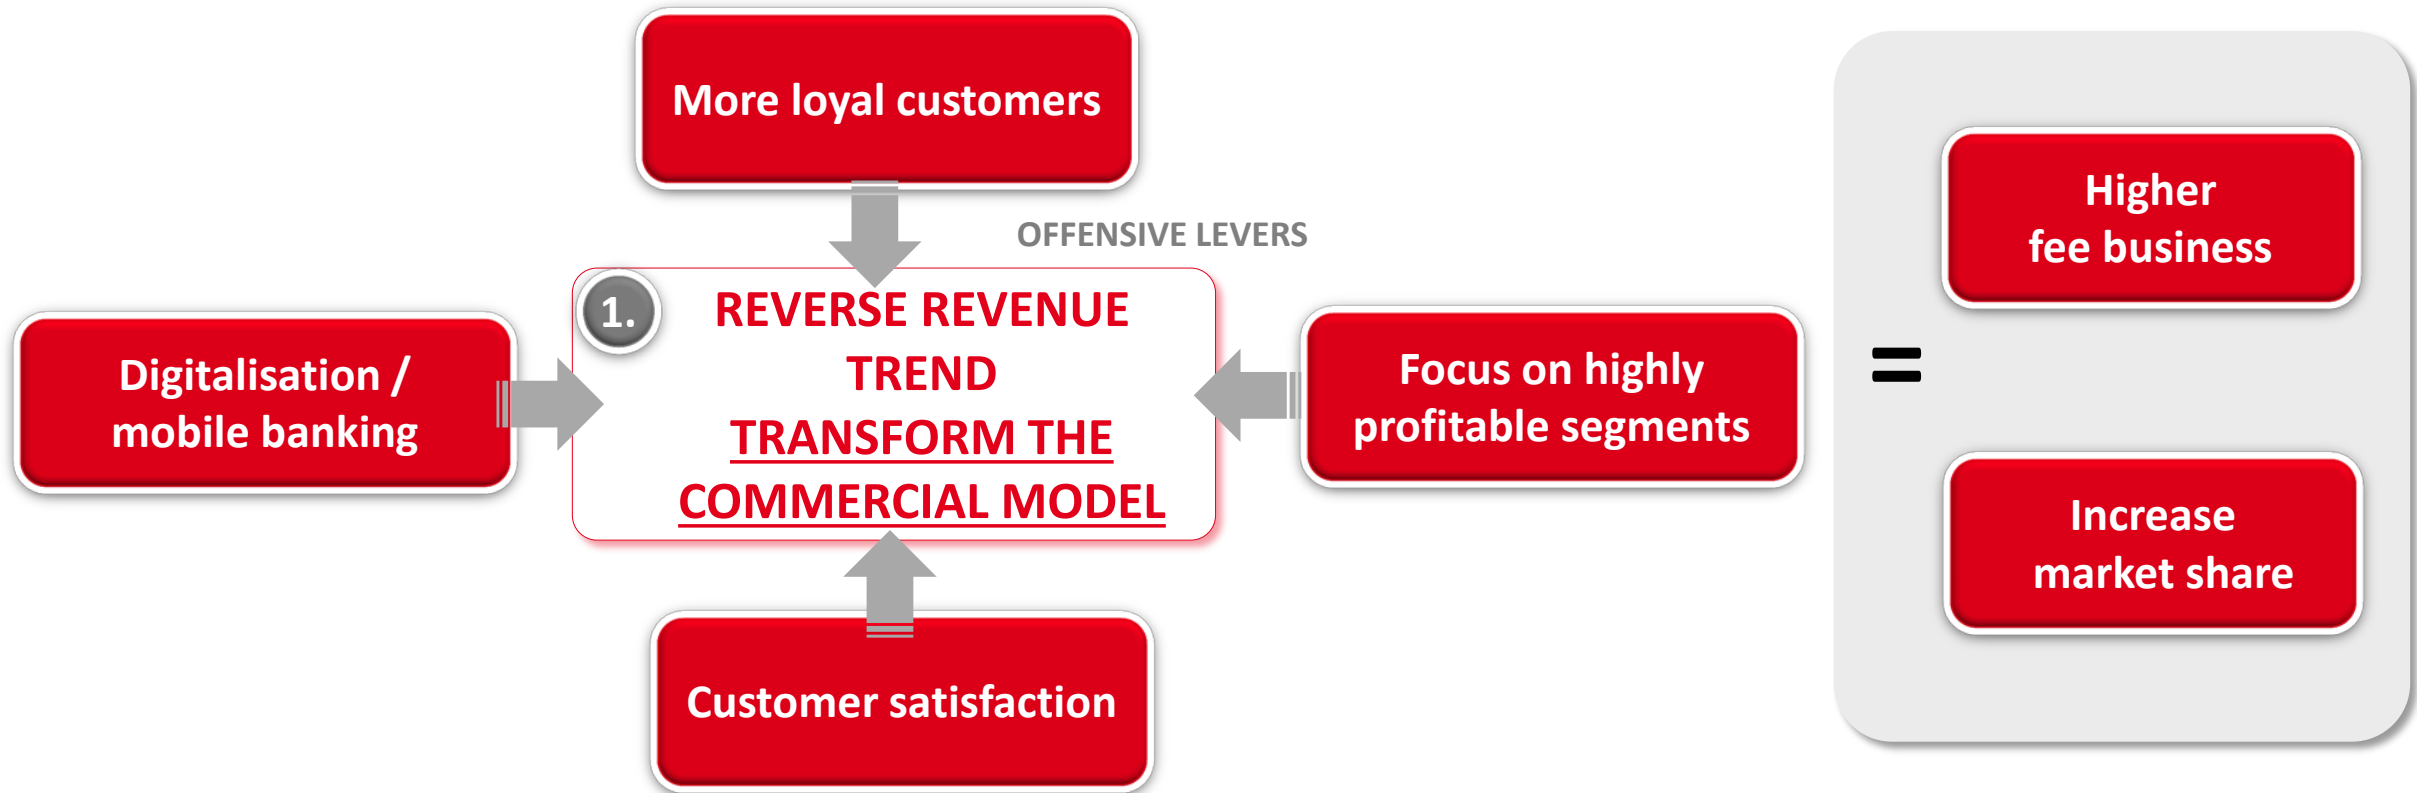 More loyal customers
OFFENSIVE LEVERS
1.
REVERSE REVENUE
TREND
TRANSFORM THE
COMMERCIAL MODEL
Digitalisation /
mobile banking
Focus on highly
profitable segments
Customer satisfaction
=
Higher
fee business
Increase
market share